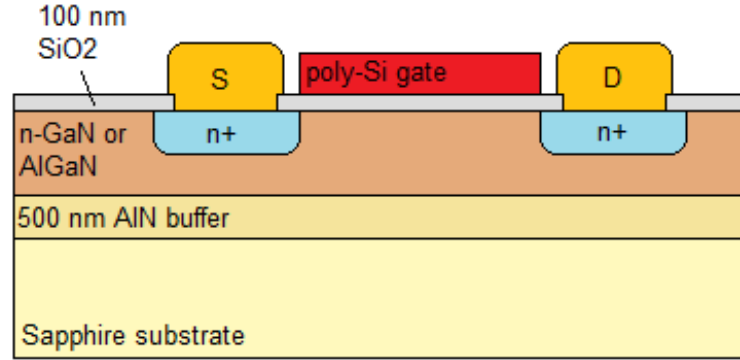 100 nm
SiO2
S
poly-Si gate
D
n-GaN or
AlGaN
n+
n+
500 nm AlN buffer
Sapphire substrate